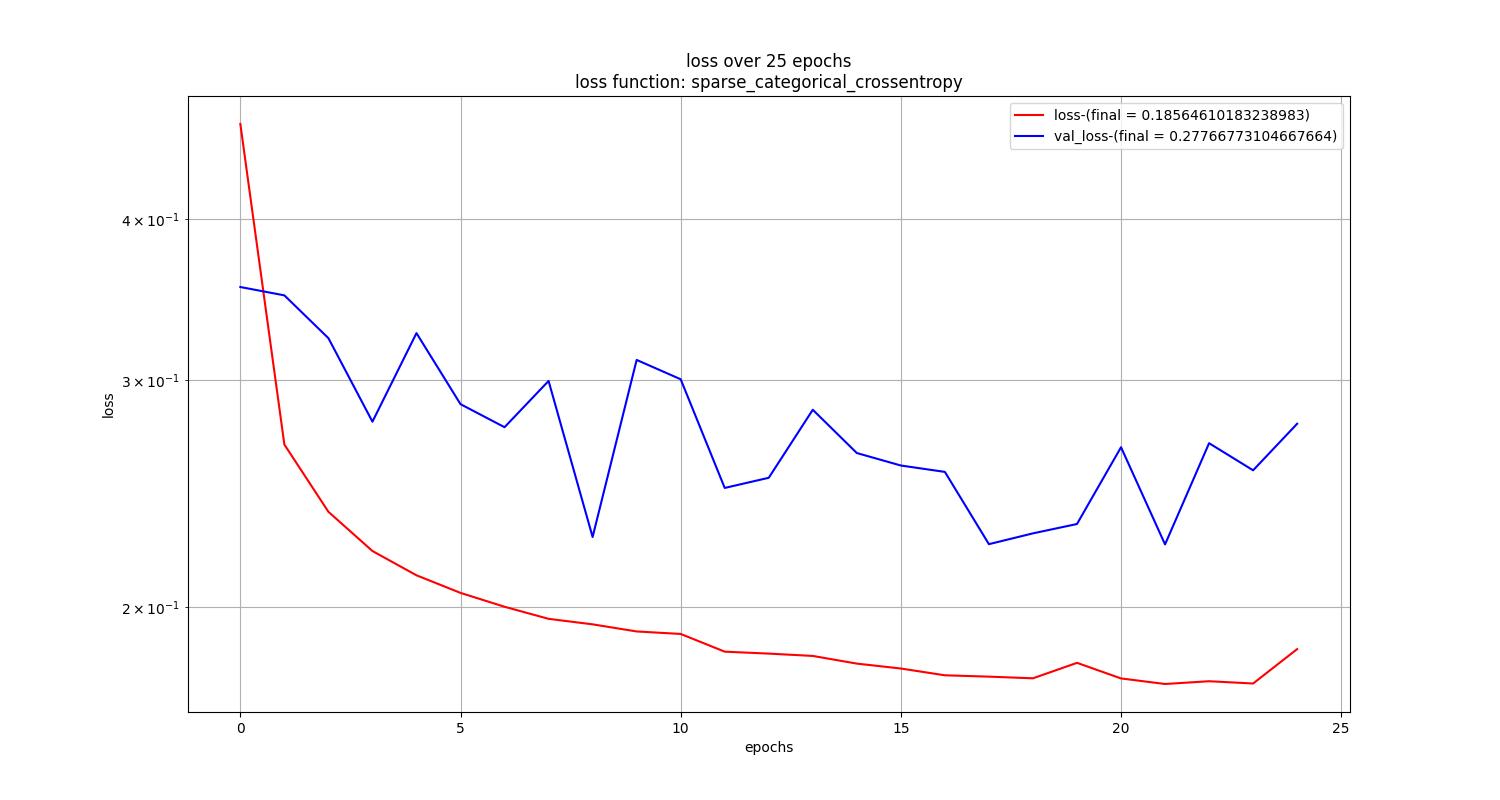 loss over 25 epochs
loss function: sparse_categorical_crossentropy
loss-(final = 0.18564610183238983)
val_loss-(final = 0.27766773104667664)
4 × 10⁻¹
3 × 10⁻¹
2 × 10⁻¹
loss
0 5 10 15 20 25
epochs